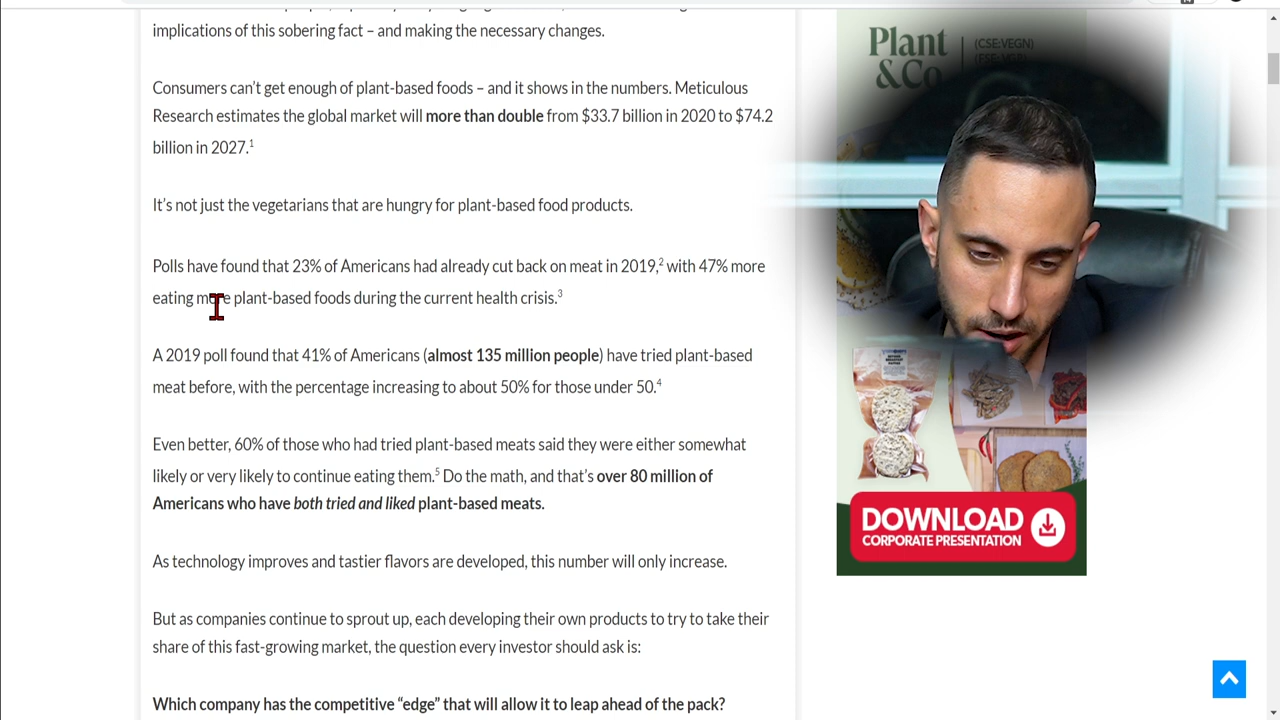 implications of this sobering fact – and making the necessary changes.
Consumers can’t get enough of plant-based foods – and it shows in the numbers. Meticulous
Research estimates the global market will more than double from $33.7 billion in 2020 to $74.2
billion in 2027.¹
It’s not just the vegetarians that are hungry for plant-based food products.
Polls have found that 23% of Americans had already cut back on meat in 2019,² with 47% more
eating more plant-based foods during the current health crisis.³
A 2019 poll found that 41% of Americans (almost 135 million people) have tried plant-based
meat before, with the percentage increasing to about 50% for those under 50.⁴
Even better, 60% of those who had tried plant-based meats said they were either somewhat
likely or very likely to continue eating them.⁵ Do the math, and that’s over 80 million of
Americans who have both tried and liked plant-based meats.
As technology improves and tastier flavors are developed, this number will only increase.
But as companies continue to sprout up, each developing their own products to try to take their
share of this fast-growing market, the question every investor should ask is:
Which company has the competitive “edge” that will allow it to leap ahead of the pack?
Plant
&Co
(CSE:VEGN)
DOWNLOAD
CORPORATE PRESENTATION